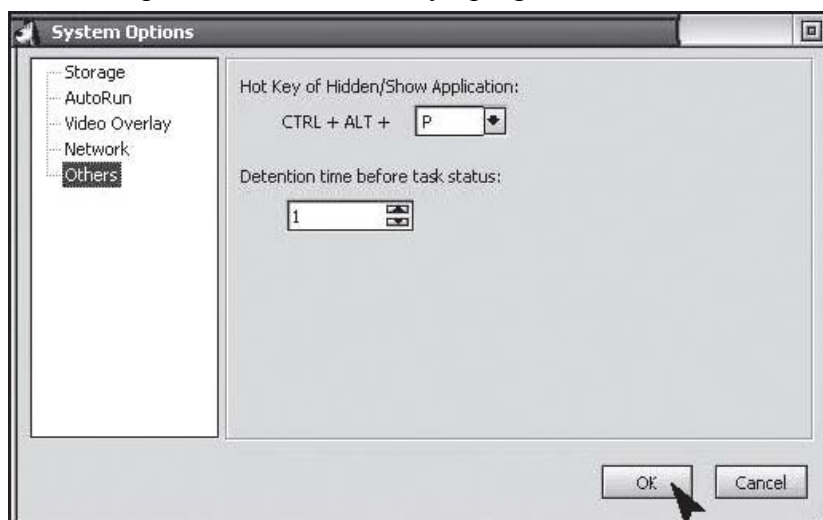 System Options
Storage
AutoRun
Video Overlay
Network
Others
Hot Key of Hidden/Show Application:
CTRL + ALT + P
Detention time before task status:
1
OK
Cancel